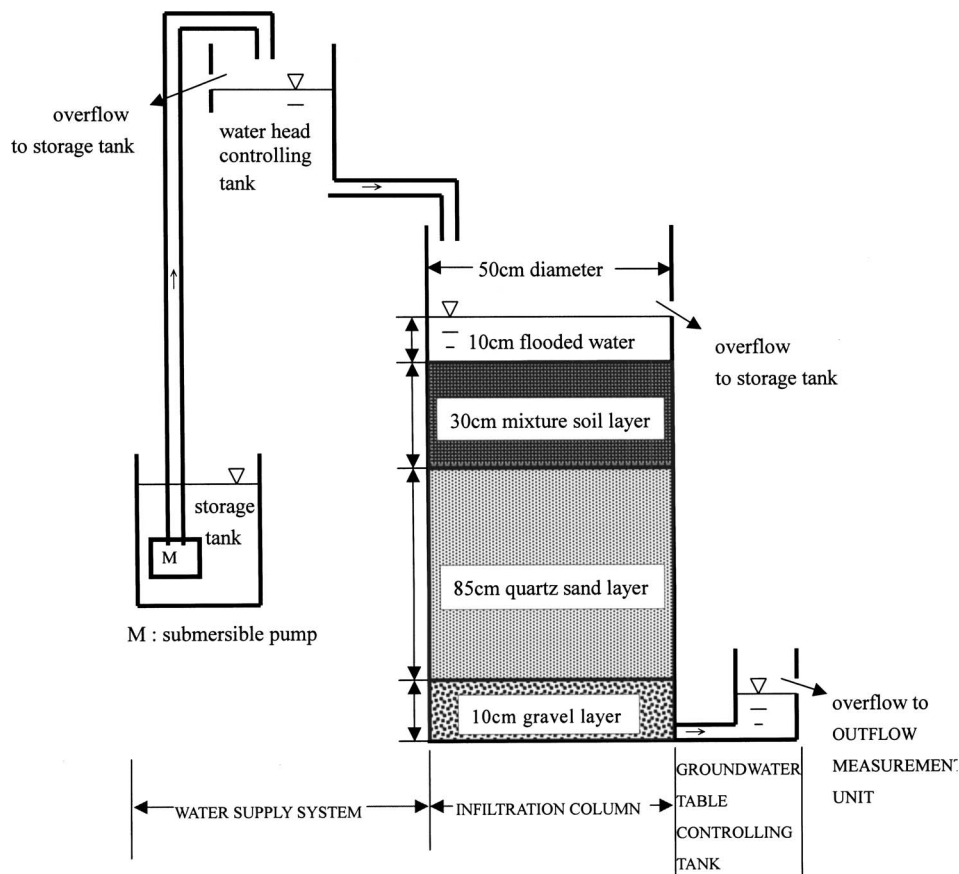 overflow
to storage tank
water head
controlling
tank
50cm diameter
10cm flooded water
overflow
to storage tank
30cm mixture soil layer
storage
tank
M
85cm quartz sand layer
M : submersible pump
10cm gravel layer
overflow to
OUTFLOW
MEASUREMENT
UNIT
WATER SUPPLY SYSTEM
INFILTRATION COLUMN
GROUNDWATER
TABLE
CONTROLLING
TANK